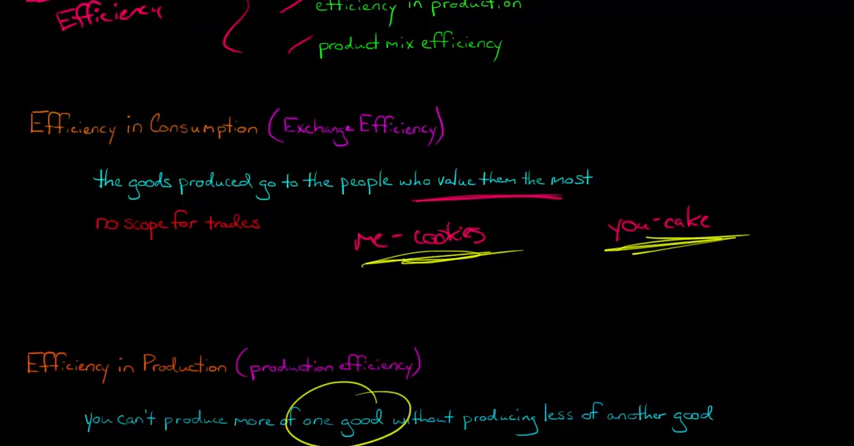 efficiency in production
Efficiency
product mix efficiency
Efficiency in Consumption (Exchange Efficiency)
the goods produced go to the people who value them the most
no scope for trades
me - cookies
you - cake
Efficiency in Production (production efficiency)
you can't produce more of one good without producing less of another good